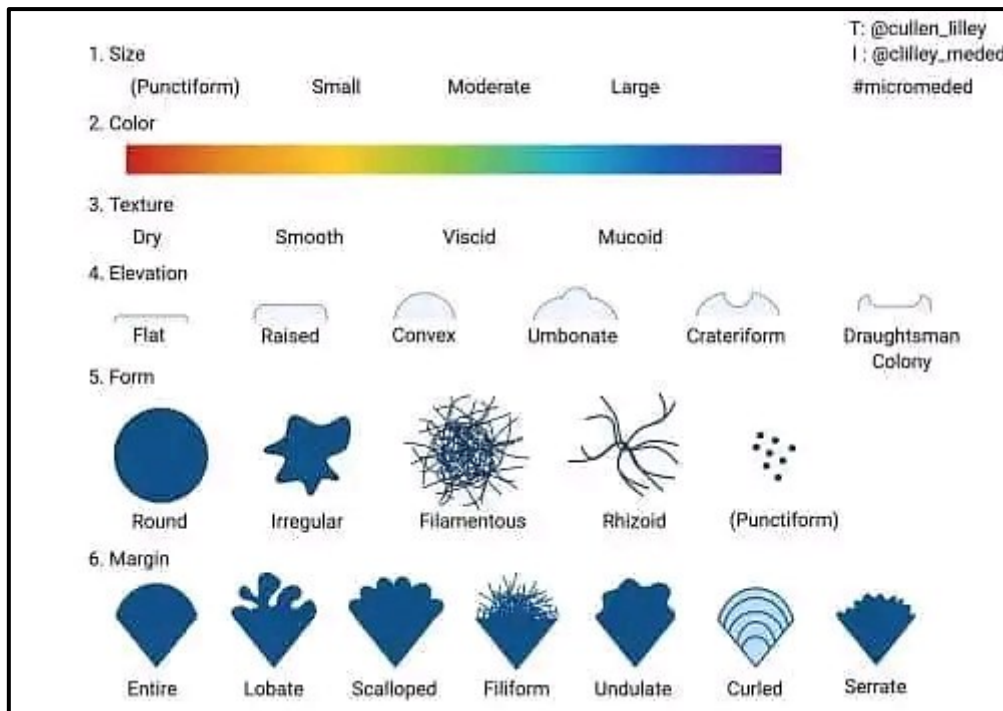 T: @cullen_lilley
I : @clilley_meded
#micromeded
1. Size
(Punctiform) Small Moderate Large
2. Color
3. Texture
Dry Smooth Viscid Mucoid
4. Elevation
Flat Raised Convex Umbonate Crateriform Draughtsman
Colony
5. Form
Round Irregular Filamentous Rhizoid (Punctiform)
6. Margin
Entire Lobate Scalloped Filiform Undulate Curled Serrate